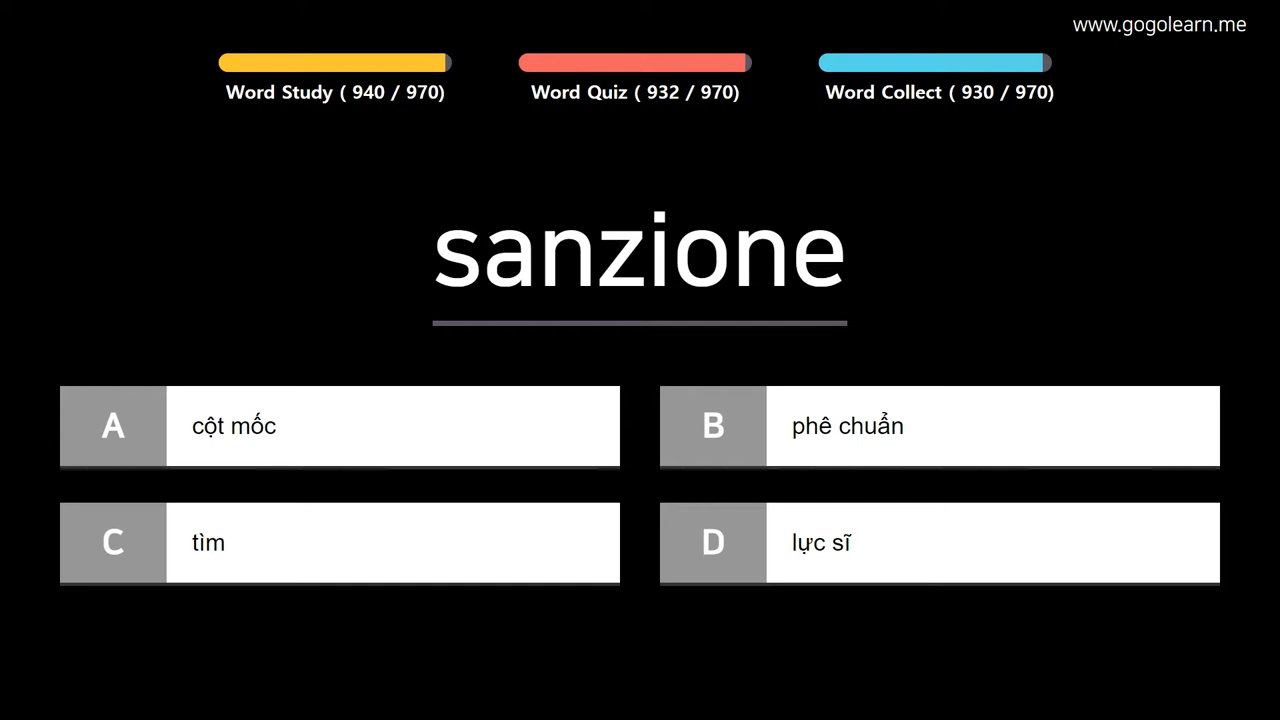 www.gogolearn.me
Word Study ( 940 / 970)
Word Quiz ( 932 / 970)
Word Collect ( 930 / 970)
sanzione
A cột mốc
B phê chuẩn
C tìm
D lực sĩ